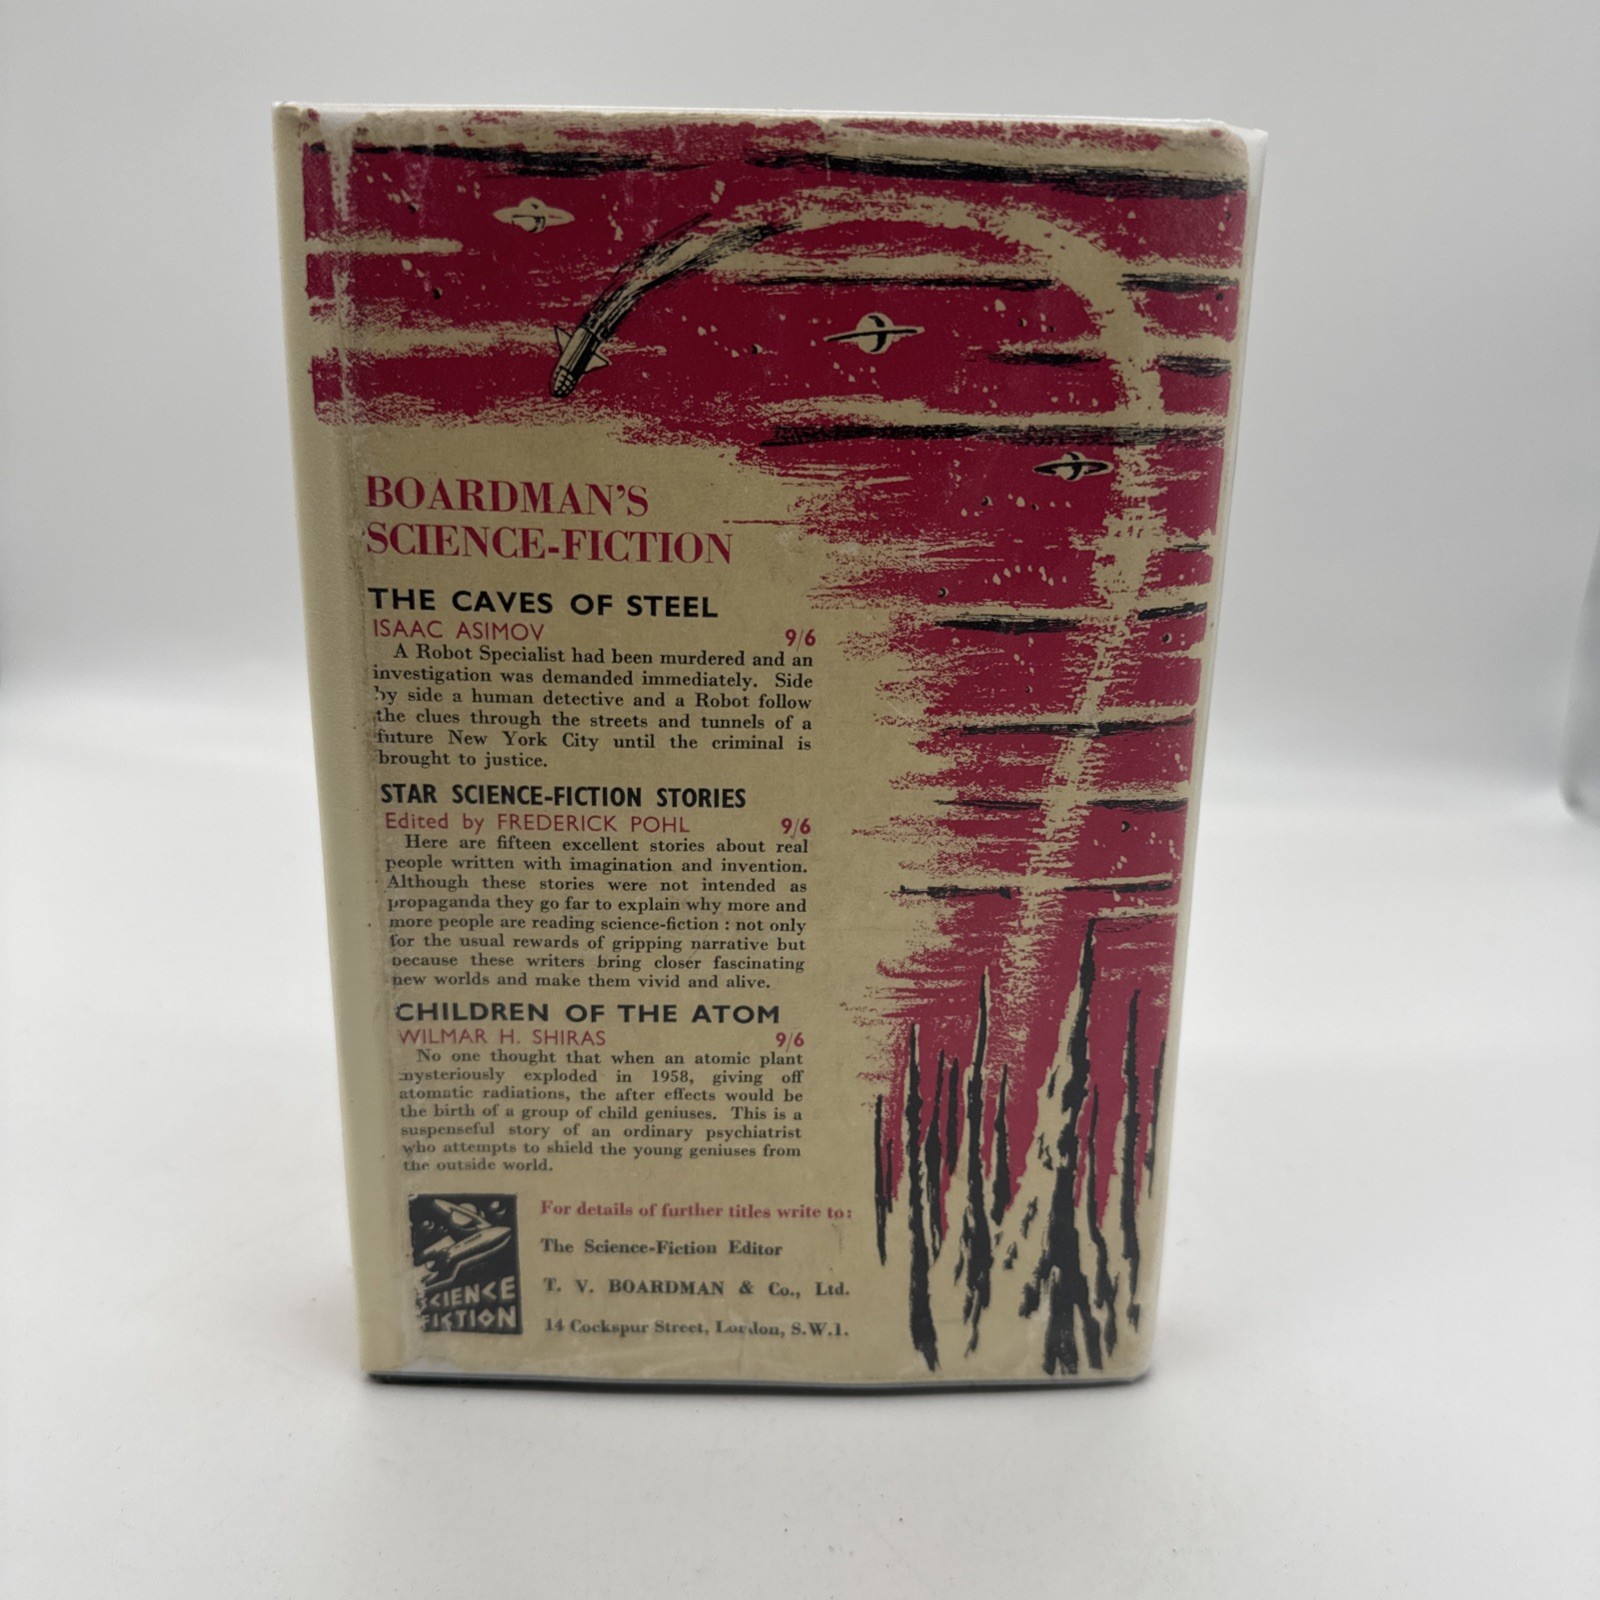 BOARDMAN'S
SCIENCE-FICTION
THE CAVES OF STEEL
ISAAC ASIMOV 9/6
A Robot Specialist had been murdered and an
investigation was demanded immediately. Side
by side a human detective and a Robot follow
the clues through the streets and tunnels of a
future New York City until the criminal is
brought to justice.
STAR SCIENCE-FICTION STORIES
Edited by FREDERICK POHL 9/6
Here are fifteen excellent stories about real
people written with imagination and invention.
Although these stories were not intended as
propaganda they go far to explain why more and
more people are reading science-fiction : not only
for the usual rewards of gripping narrative but
because these writers bring closer fascinating
new worlds and make them vivid and alive.
CHILDREN OF THE ATOM
WILMAR H. SHIRAS 9/6
No one thought that when an atomic plant
mysteriously exploded in 1958, giving off
atomatic radiations, the after effects would be
the birth of a group of child geniuses. This is a
suspenseful story of an ordinary psychiatrist
who attempts to shield the young geniuses from
the outside world.
SCIENCE
FICTION
For details of further titles write to:
The Science-Fiction Editor
T. V. BOARDMAN & Co., Ltd.
14 Cockspur Street, London, S.W.1.